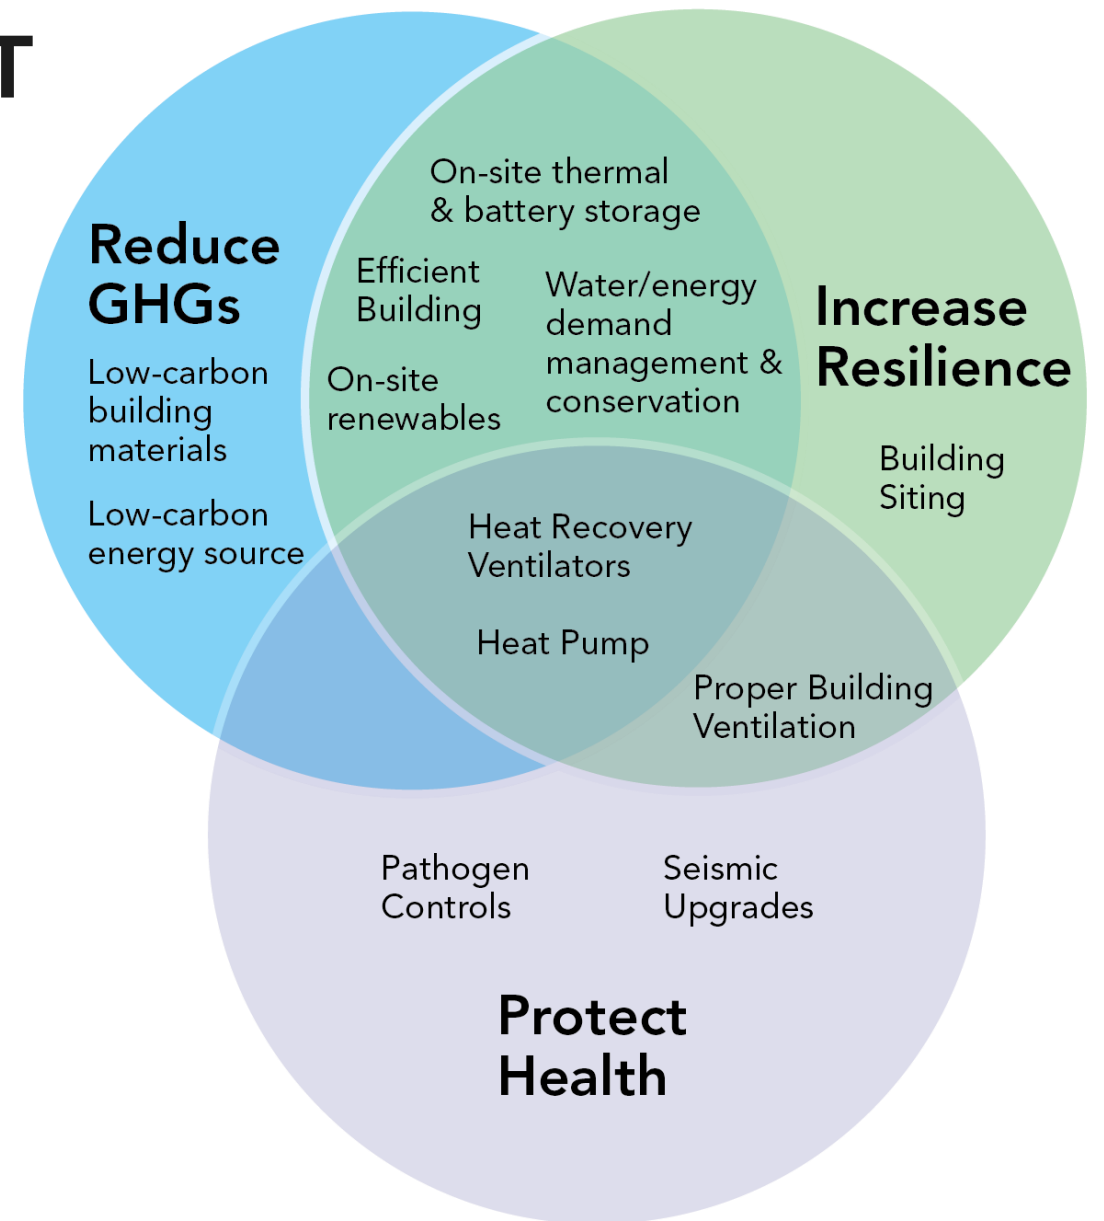 T
Reduce
GHGs
Low-carbon
building
materials
Low-carbon
energy source
On-site thermal
& battery storage
Efficient
Building
On-site
renewables
Water/energy
demand
management &
conservation
Increase
Resilience
Building
Siting
Heat Recovery
Ventilators
Heat Pump
Proper Building
Ventilation
Pathogen
Controls
Seismic
Upgrades
Protect
Health